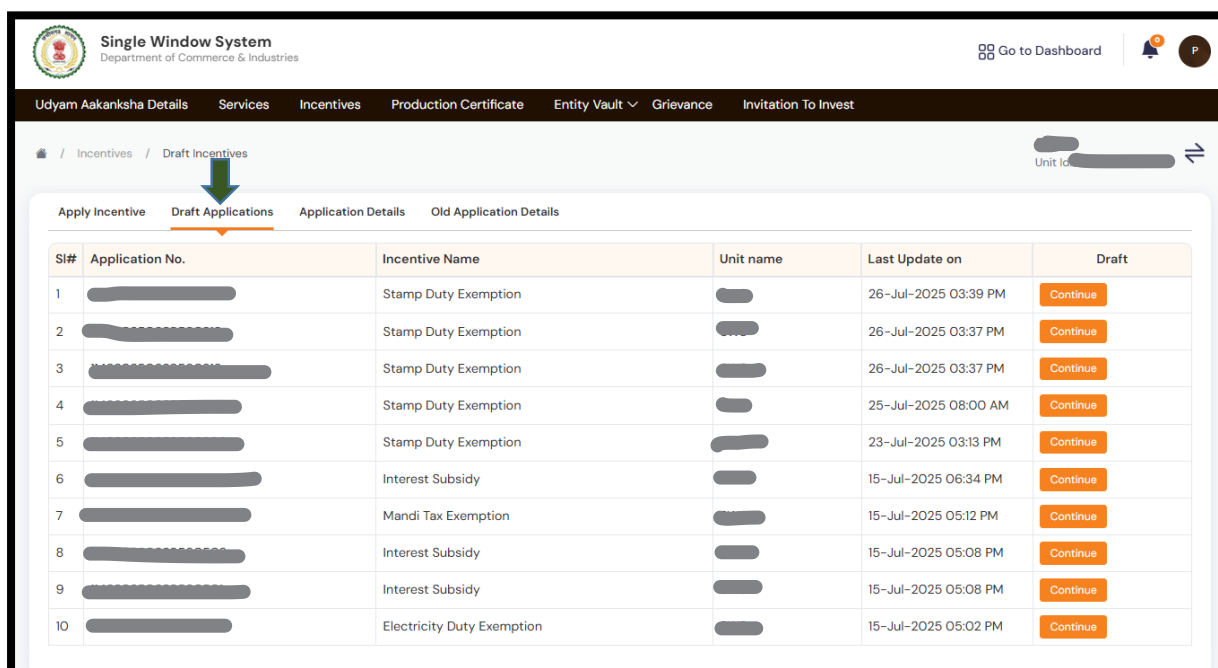 Single Window System
Department of Commerce & Industries
Go to Dashboard
0
P
Udyam Aakanksha Details Services Incentives Production Certificate Entity Vault Grievance Invitation To Invest
/ Incentives / Draft Incentives
Unit Id
Apply Incentive Draft Applications Application Details Old Application Details
Sl# Application No. Incentive Name Unit name Last Update on Draft
1 Stamp Duty Exemption 26-Jul-2025 03:39 PM Continue
2 Stamp Duty Exemption 26-Jul-2025 03:37 PM Continue
3 Stamp Duty Exemption 26-Jul-2025 03:37 PM Continue
4 Stamp Duty Exemption 25-Jul-2025 08:00 AM Continue
5 Stamp Duty Exemption 23-Jul-2025 03:13 PM Continue
6 Interest Subsidy 15-Jul-2025 06:34 PM Continue
7 Mandi Tax Exemption 15-Jul-2025 05:12 PM Continue
8 Interest Subsidy 15-Jul-2025 05:08 PM Continue
9 Interest Subsidy 15-Jul-2025 05:08 PM Continue
10 Electricity Duty Exemption 15-Jul-2025 05:02 PM Continue